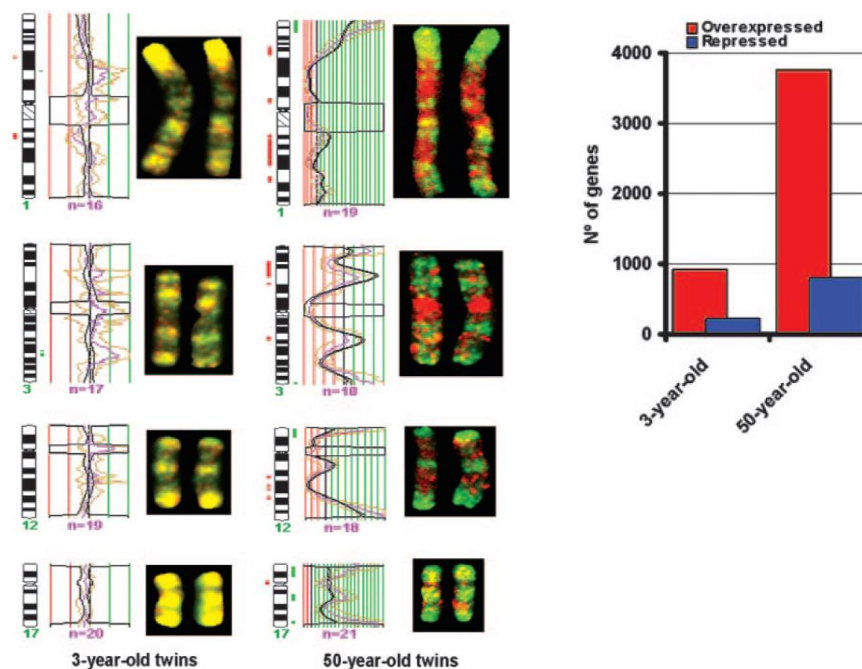 1 n=16
1 n=19
3 n=17
3 n=18
12 n=19
12 n=18
17 n=20
17 n=21
3-year-old twins
50-year-old twins
Overexpressed
Repressed
4000
3000
2000
1000
0
Nº of genes
3-year-old
50-year-old